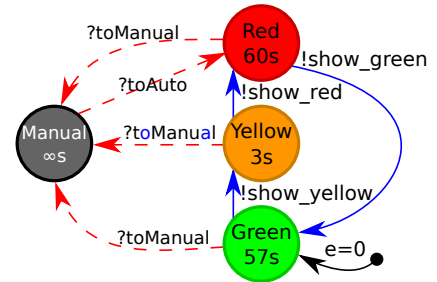 ?toManual
Red
60s
!show_green
?toAuto
!show_red
Manual
∞s
?toManual
Yellow
3s
!show_yellow
?toManual
Green
57s
e=0